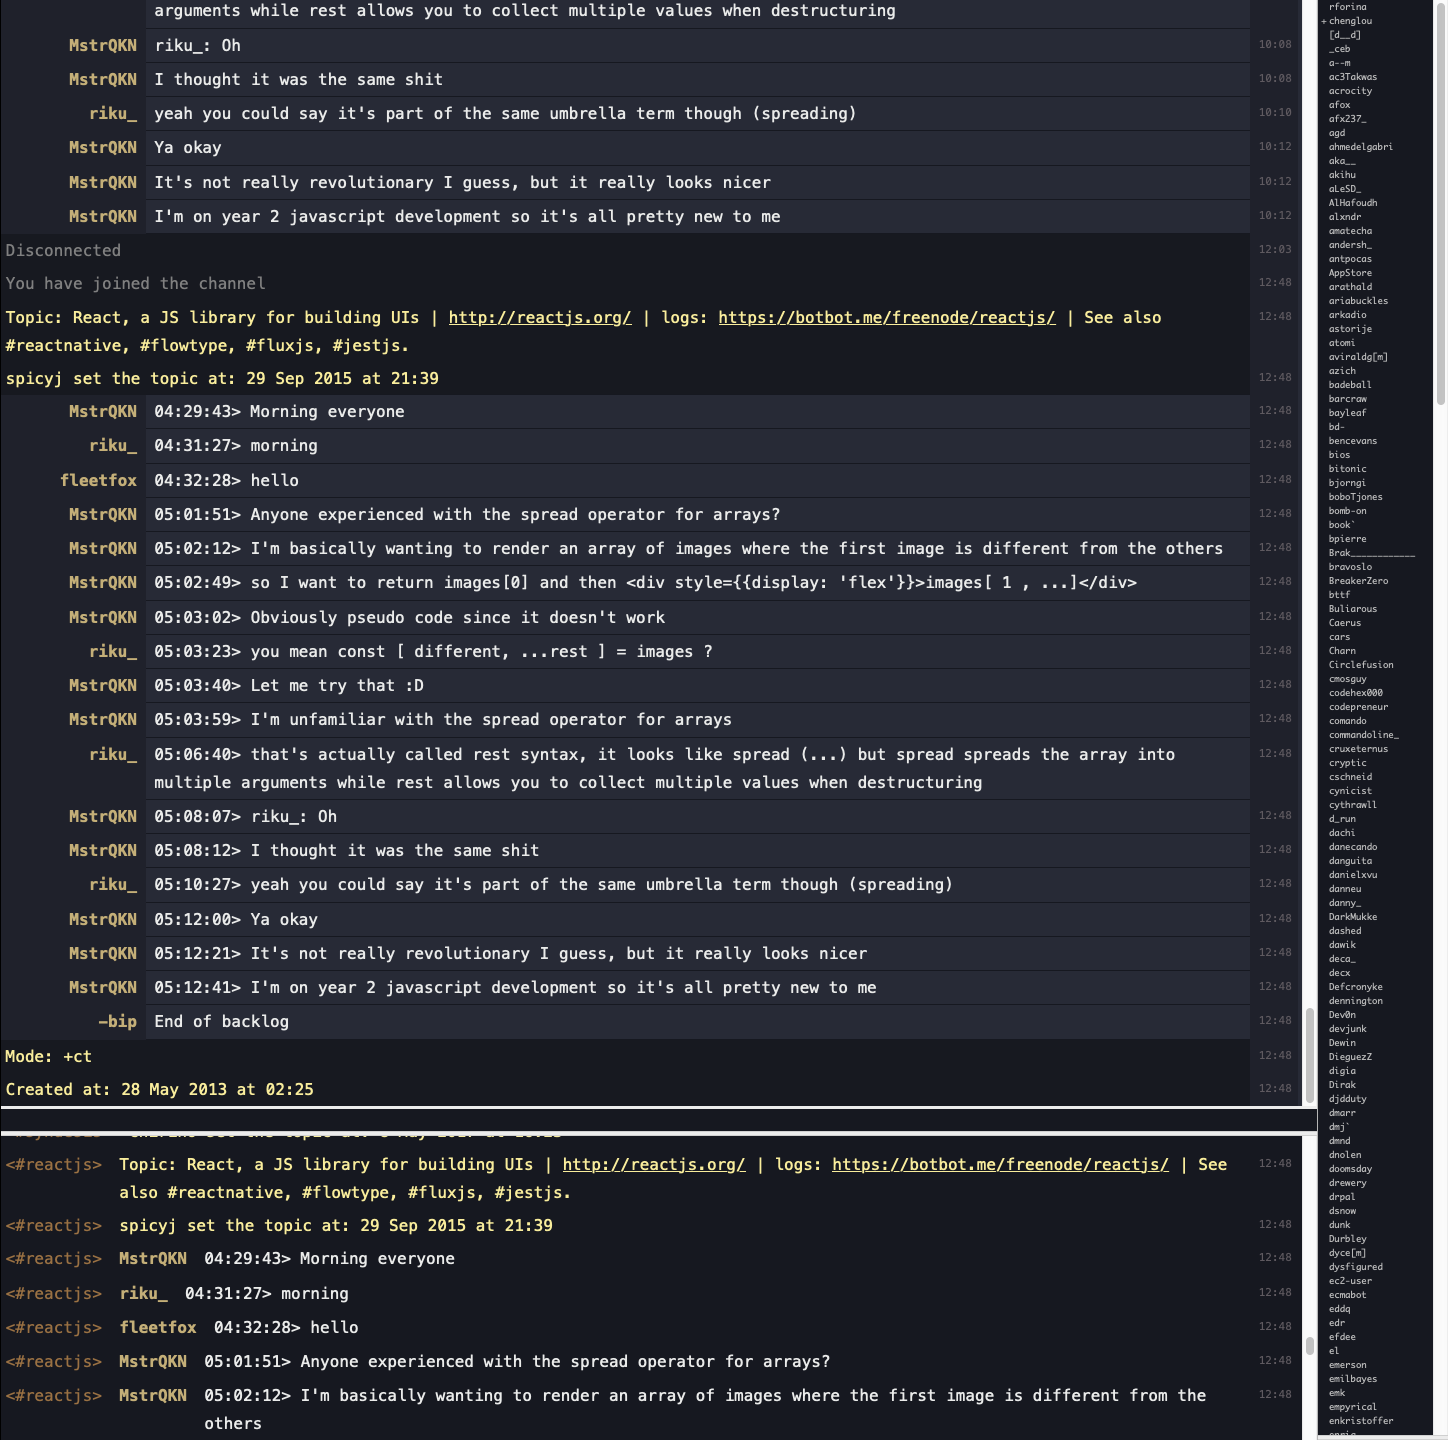 arguments while rest allows you to collect multiple values when destructuring
MstrQKN riku_: Oh 10:08
MstrQKN I thought it was the same shit 10:08
riku_ yeah you could say it's part of the same umbrella term though (spreading) 10:10
MstrQKN Ya okay 10:12
MstrQKN It's not really revolutionary I guess, but it really looks nicer 10:12
MstrQKN I'm on year 2 javascript development so it's all pretty new to me 10:12
Disconnected 12:03
You have joined the channel 12:48
Topic: React, a JS library for building UIs | http://reactjs.org/ | logs: https://botbot.me/freenode/reactjs/ | See also 12:48
#reactnative, #flowtype, #fluxjs, #jestjs.
spicyj set the topic at: 29 Sep 2015 at 21:39 12:48
MstrQKN 04:29:43> Morning everyone 12:48
riku_ 04:31:27> morning 12:48
fleetfox 04:32:28> hello 12:48
MstrQKN 05:01:51> Anyone experienced with the spread operator for arrays? 12:48
MstrQKN 05:02:12> I'm basically wanting to render an array of images where the first image is different from the others 12:48
MstrQKN 05:02:49> so I want to return images[0] and then <div style={{display: 'flex'}}>images[ 1 , ...]</div> 12:48
MstrQKN 05:03:02> Obviously pseudo code since it doesn't work 12:48
riku_ 05:03:23> you mean const [ different, ...rest ] = images ? 12:48
MstrQKN 05:03:40> Let me try that :D 12:48
MstrQKN 05:03:59> I'm unfamiliar with the spread operator for arrays 12:48
riku_ 05:06:40> that's actually called rest syntax, it looks like spread (...) but spread spreads the array into 12:48
multiple arguments while rest allows you to collect multiple values when destructuring
MstrQKN 05:08:07> riku_: Oh 12:48
MstrQKN 05:08:12> I thought it was the same shit 12:48
riku_ 05:10:27> yeah you could say it's part of the same umbrella term though (spreading) 12:48
MstrQKN 05:12:00> Ya okay 12:48
MstrQKN 05:12:21> It's not really revolutionary I guess, but it really looks nicer 12:48
MstrQKN 05:12:41> I'm on year 2 javascript development so it's all pretty new to me 12:48
-bip End of backlog 12:48
Mode: +ct 12:48
Created at: 28 May 2013 at 02:25 12:48
<#reactjs> Topic: React, a JS library for building UIs | http://reactjs.org/ | logs: https://botbot.me/freenode/reactjs/ | See 12:48
also #reactnative, #flowtype, #fluxjs, #jestjs.
<#reactjs> spicyj set the topic at: 29 Sep 2015 at 21:39 12:48
<#reactjs> MstrQKN 04:29:43> Morning everyone 12:48
<#reactjs> riku_ 04:31:27> morning 12:48
<#reactjs> fleetfox 04:32:28> hello 12:48
<#reactjs> MstrQKN 05:01:51> Anyone experienced with the spread operator for arrays? 12:48
<#reactjs> MstrQKN 05:02:12> I'm basically wanting to render an array of images where the first image is different from the 12:48
others
rforina
+ chenglou
[d__d]
_ceb
a--m
ac3Takwas
acrocity
afox
afx237_
agd
ahmedelgabri
aka__
akihu
aLeSD_
AlHafoudh
alxndr
amatecha
andersh_
antpocas
AppStore
arathald
ariabuckles
arkadio
astorije
atomi
aviraldg[m]
azich
badeball
barcraw
bayleaf
bd-
bencevans
bios
bitonic
bjorngi
boboTjones
bomb-on
book`
bpierre
Brak____________
bravoslo
BreakerZero
bttf
Buliarous
Caerus
cars
Charn
Circlefusion
cmosguy
codehex000
codepreneur
comando
commandoline_
cruxeternus
cryptic
cschneid
cynicist
cythrawll
d_run
dachi
danecando
danguita
danielxvu
danneu
danny_
DarkMukke
dashed
dawik
deca_
decx
Defcronyke
dennington
Dev0n
devjunk
Dewin
DieguezZ
digia
Dirak
djdduty
dmarr
dmj`
dmnd
dnolen
doomsday
drewery
drpal
dsnow
dunk
Durbley
dyce[m]
dysfigured
ec2-user
ecmabot
eddq
edr
efdee
el
emerson
emilbayes
emk
empyrical
enkristoffer